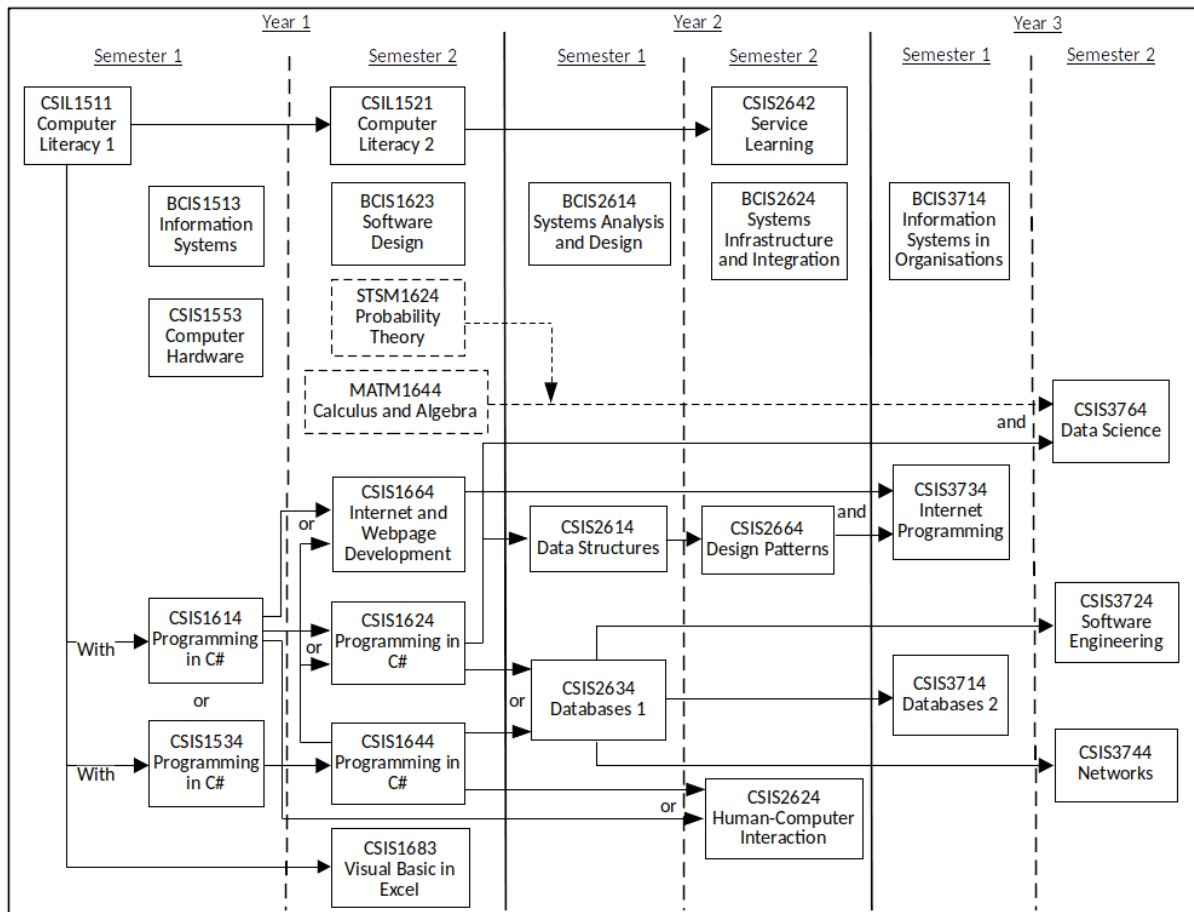 Year 1
Year 2
Year 3
Semester 1
Semester 2
Semester 1
Semester 2
Semester 1
Semester 2
CSIL1511
Computer
Literacy 1
CSIL1521
Computer
Literacy 2
CSIS2642
Service
Learning
BCIS1513
Information
Systems
BCIS1623
Software
Design
BCIS2614
Systems Analysis
and Design
BCIS2624
Systems
Infrastructure
and Integration
BCIS3714
Information
Systems in
Organisations
CSIS1553
Computer
Hardware
STSM1624
Probability
Theory
MATM1644
Calculus and Algebra
and
CSIS3764
Data Science
or
CSIS1664
Internet and
Webpage
Development
CSIS2614
Data Structures
CSIS2664
Design Patterns
and
CSIS3734
Internet
Programming
With
CSIS1614
Programming
in C#
or
CSIS1624
Programming
in C#
CSIS3724
Software
Engineering
or
or
CSIS2634
Databases 1
CSIS3714
Databases 2
With
CSIS1534
Programming
in C#
CSIS1644
Programming
in C#
CSIS3744
Networks
or
CSIS2624
Human-Computer
Interaction
CSIS1683
Visual Basic in
Excel